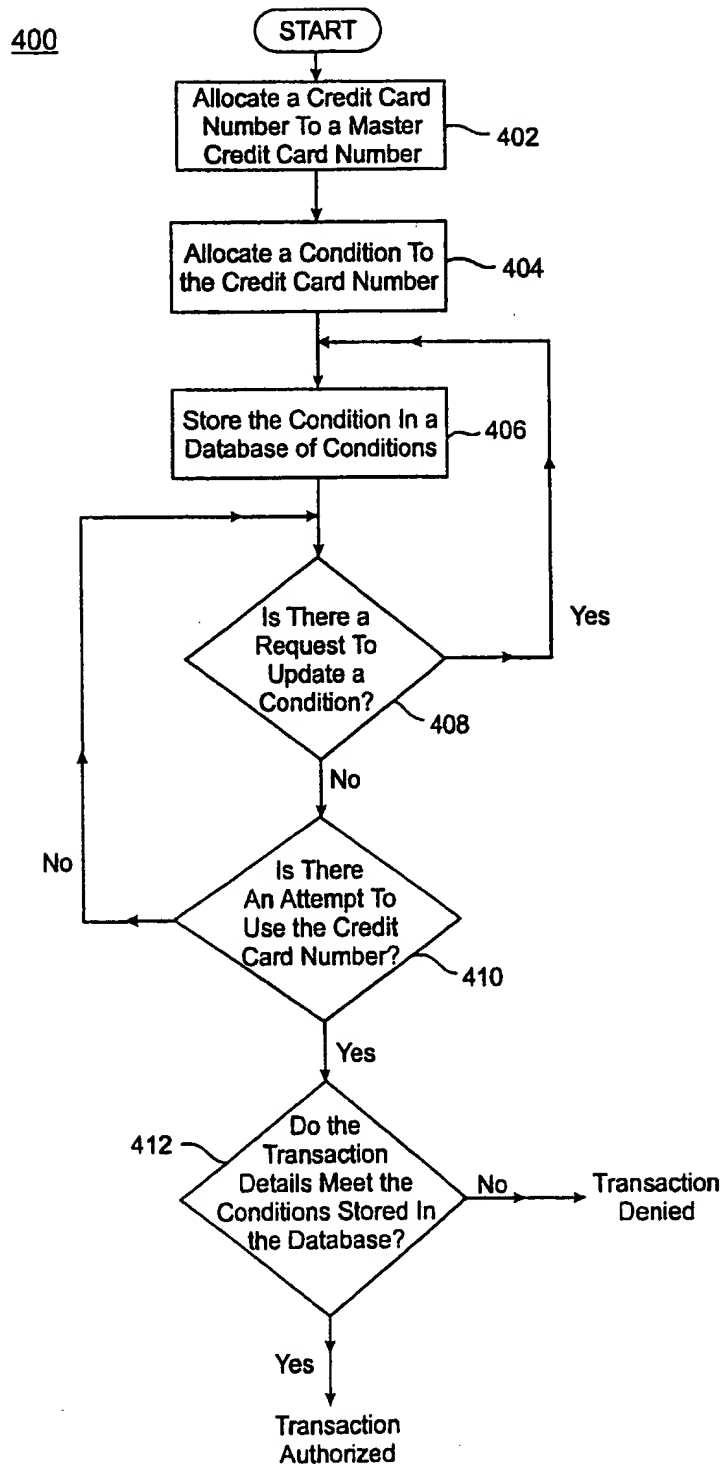 400
START
Allocate a Credit Card
Number To a Master
Credit Card Number
402
Allocate a Condition To
the Credit Card Number
404
Store the Condition In a
Database of Conditions
406
Is There a
Request To
Update a
Condition?
408
Yes
No
Is There
An Attempt To
Use the Credit
Card Number?
410
No
Yes
412
Do the
Transaction
Details Meet the
Conditions Stored In
the Database?
No
Transaction
Denied
Yes
Transaction
Authorized